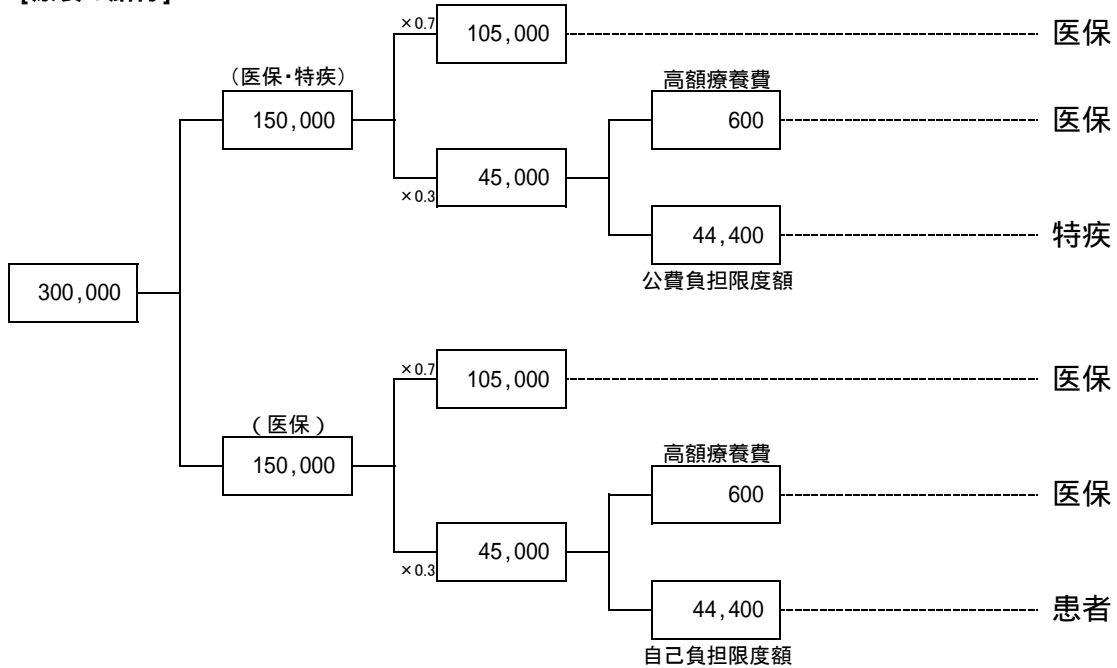 ×0.7
105,000
医保
(医保・特疾)
150,000
高額療養費
600
医保
×0.3
45,000
44,400
特疾
公費負担限度額
300,000
×0.7
105,000
医保
(医保)
150,000
高額療養費
600
医保
×0.3
45,000
44,400
患者
自己負担限度額